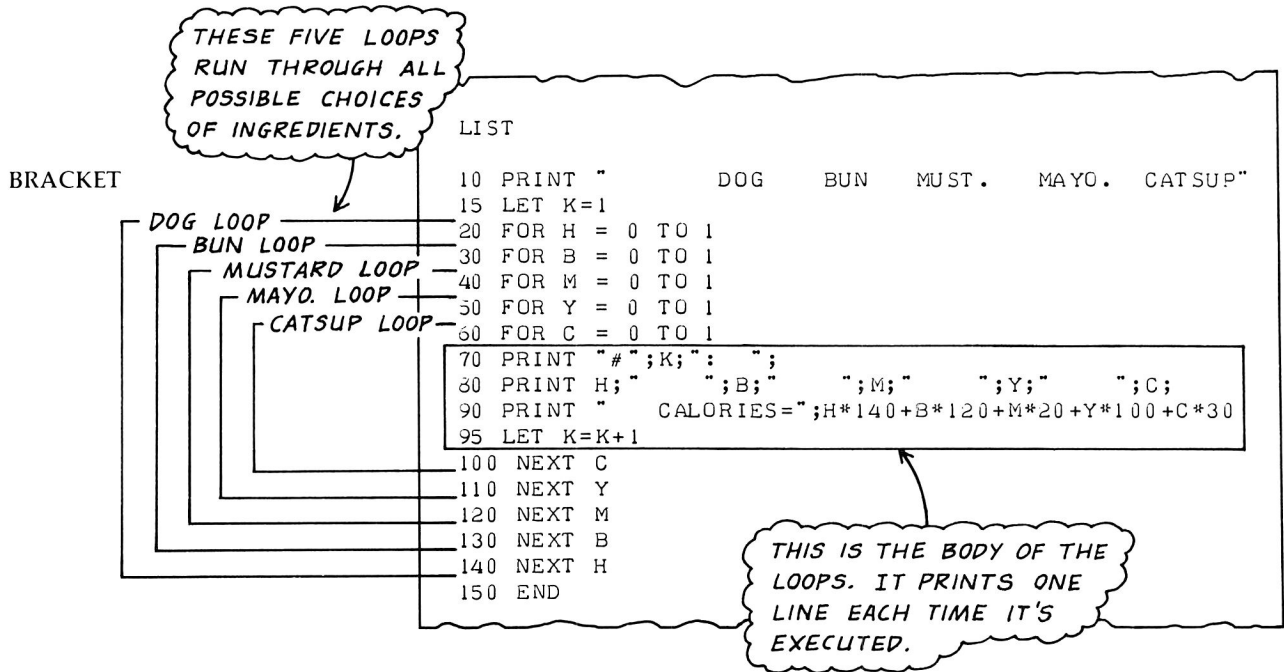 THESE FIVE LOOPS
RUN THROUGH ALL
POSSIBLE CHOICES
OF INGREDIENTS.
LIST
BRACKET
10 PRINT "        DOG    BUN   MUST.   MAYO.  CATSUP"
15 LET K=1
DOG LOOP
20 FOR H = 0 TO 1
BUN LOOP
30 FOR B = 0 TO 1
MUSTARD LOOP
40 FOR M = 0 TO 1
MAYO. LOOP
50 FOR Y = 0 TO 1
CATSUP LOOP
60 FOR C = 0 TO 1
70 PRINT "#";K;":  ";
80 PRINT H;"     ";B;"     ";M;"     ";Y;"     ";C;
90 PRINT "    CALORIES=";H*140+B*120+M*20+Y*100+C*30
95 LET K=K+1
100 NEXT C
110 NEXT Y
120 NEXT M
130 NEXT B
140 NEXT H
150 END
THIS IS THE BODY OF THE
LOOPS. IT PRINTS ONE
LINE EACH TIME IT'S
EXECUTED.